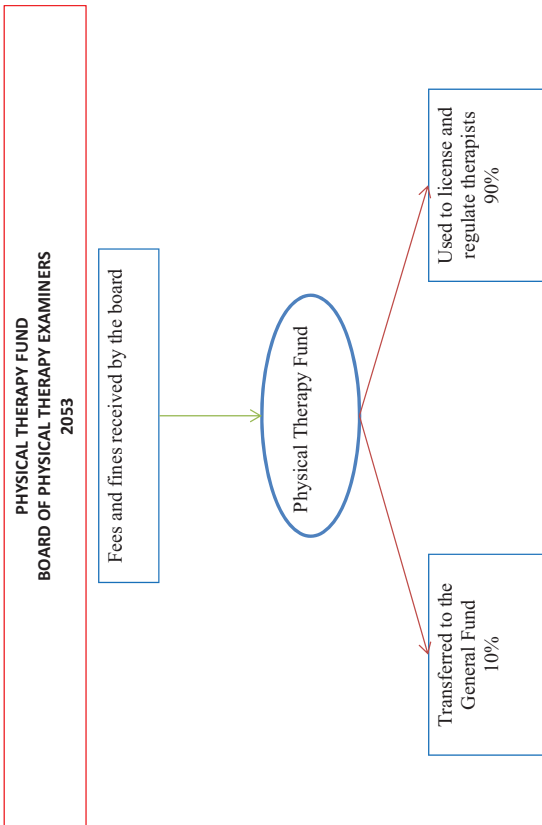 PHYSICAL THERAPY FUND
BOARD OF PHYSICAL THERAPY EXAMINERS
2053
Fees and fines received by the board
Physical Therapy Fund
Transferred to the
General Fund
10%
Used to license and
regulate therapists
90%